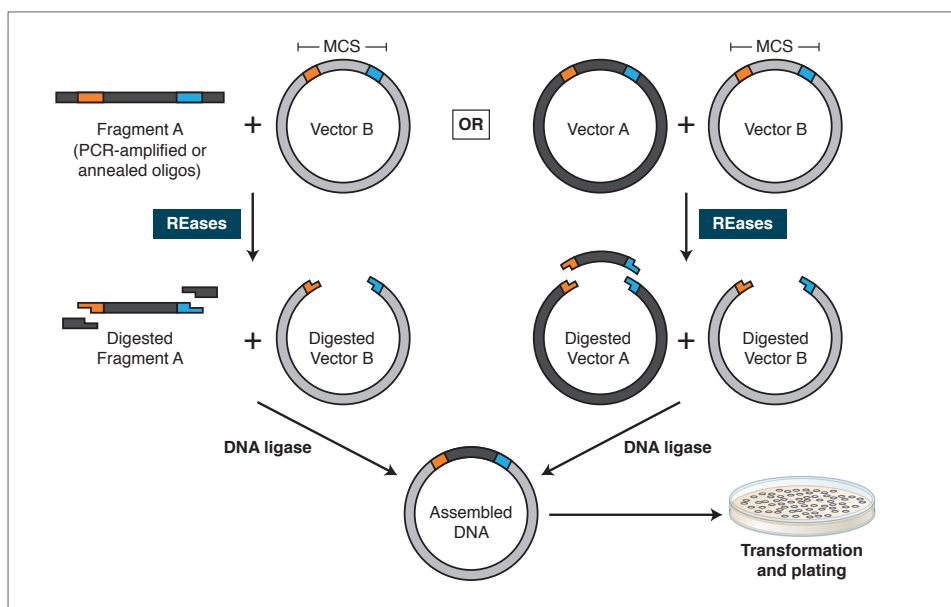 MCS
MCS
Fragment A
(PCR-amplified or
annealed oligos)
+
Vector B
OR
Vector A
+
Vector B
REases
REases
Digested
Fragment A
+
Digested
Vector B
Digested
Vector A
+
Digested
Vector B
DNA ligase
DNA ligase
Assembled
DNA
Transformation
and plating